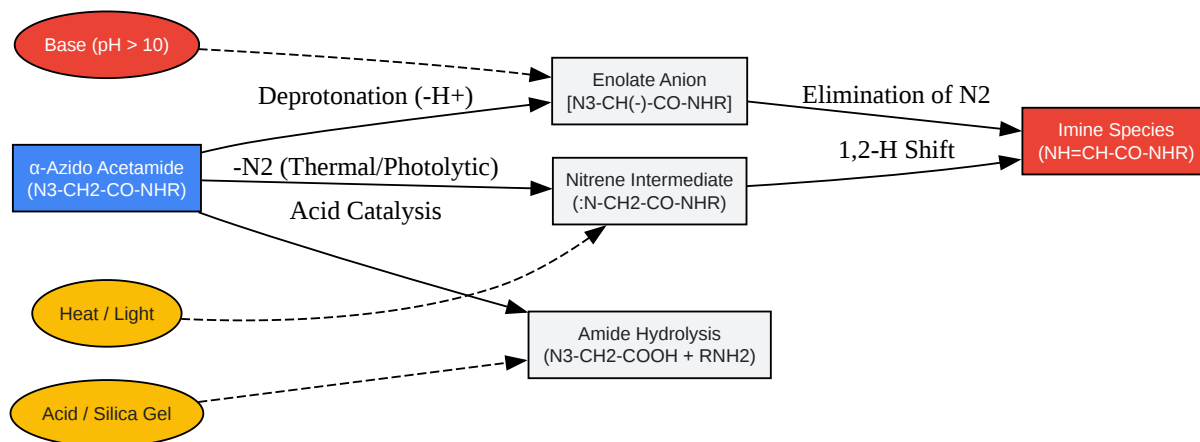 Base (pH > 10)
Deprotonation (-H+)
Enolate Anion
[N3-CH(-)-CO-NHR]
Elimination of N2
Imine Species
(NH=CH-CO-NHR)
α-Azido Acetamide
(N3-CH2-CO-NHR)
-N2 (Thermal/Photolytic)
Nitrene Intermediate
(:N-CH2-CO-NHR)
1,2-H Shift
Acid Catalysis
Heat / Light
Amide Hydrolysis
(N3-CH2-COOH + RNH2)
Acid / Silica Gel